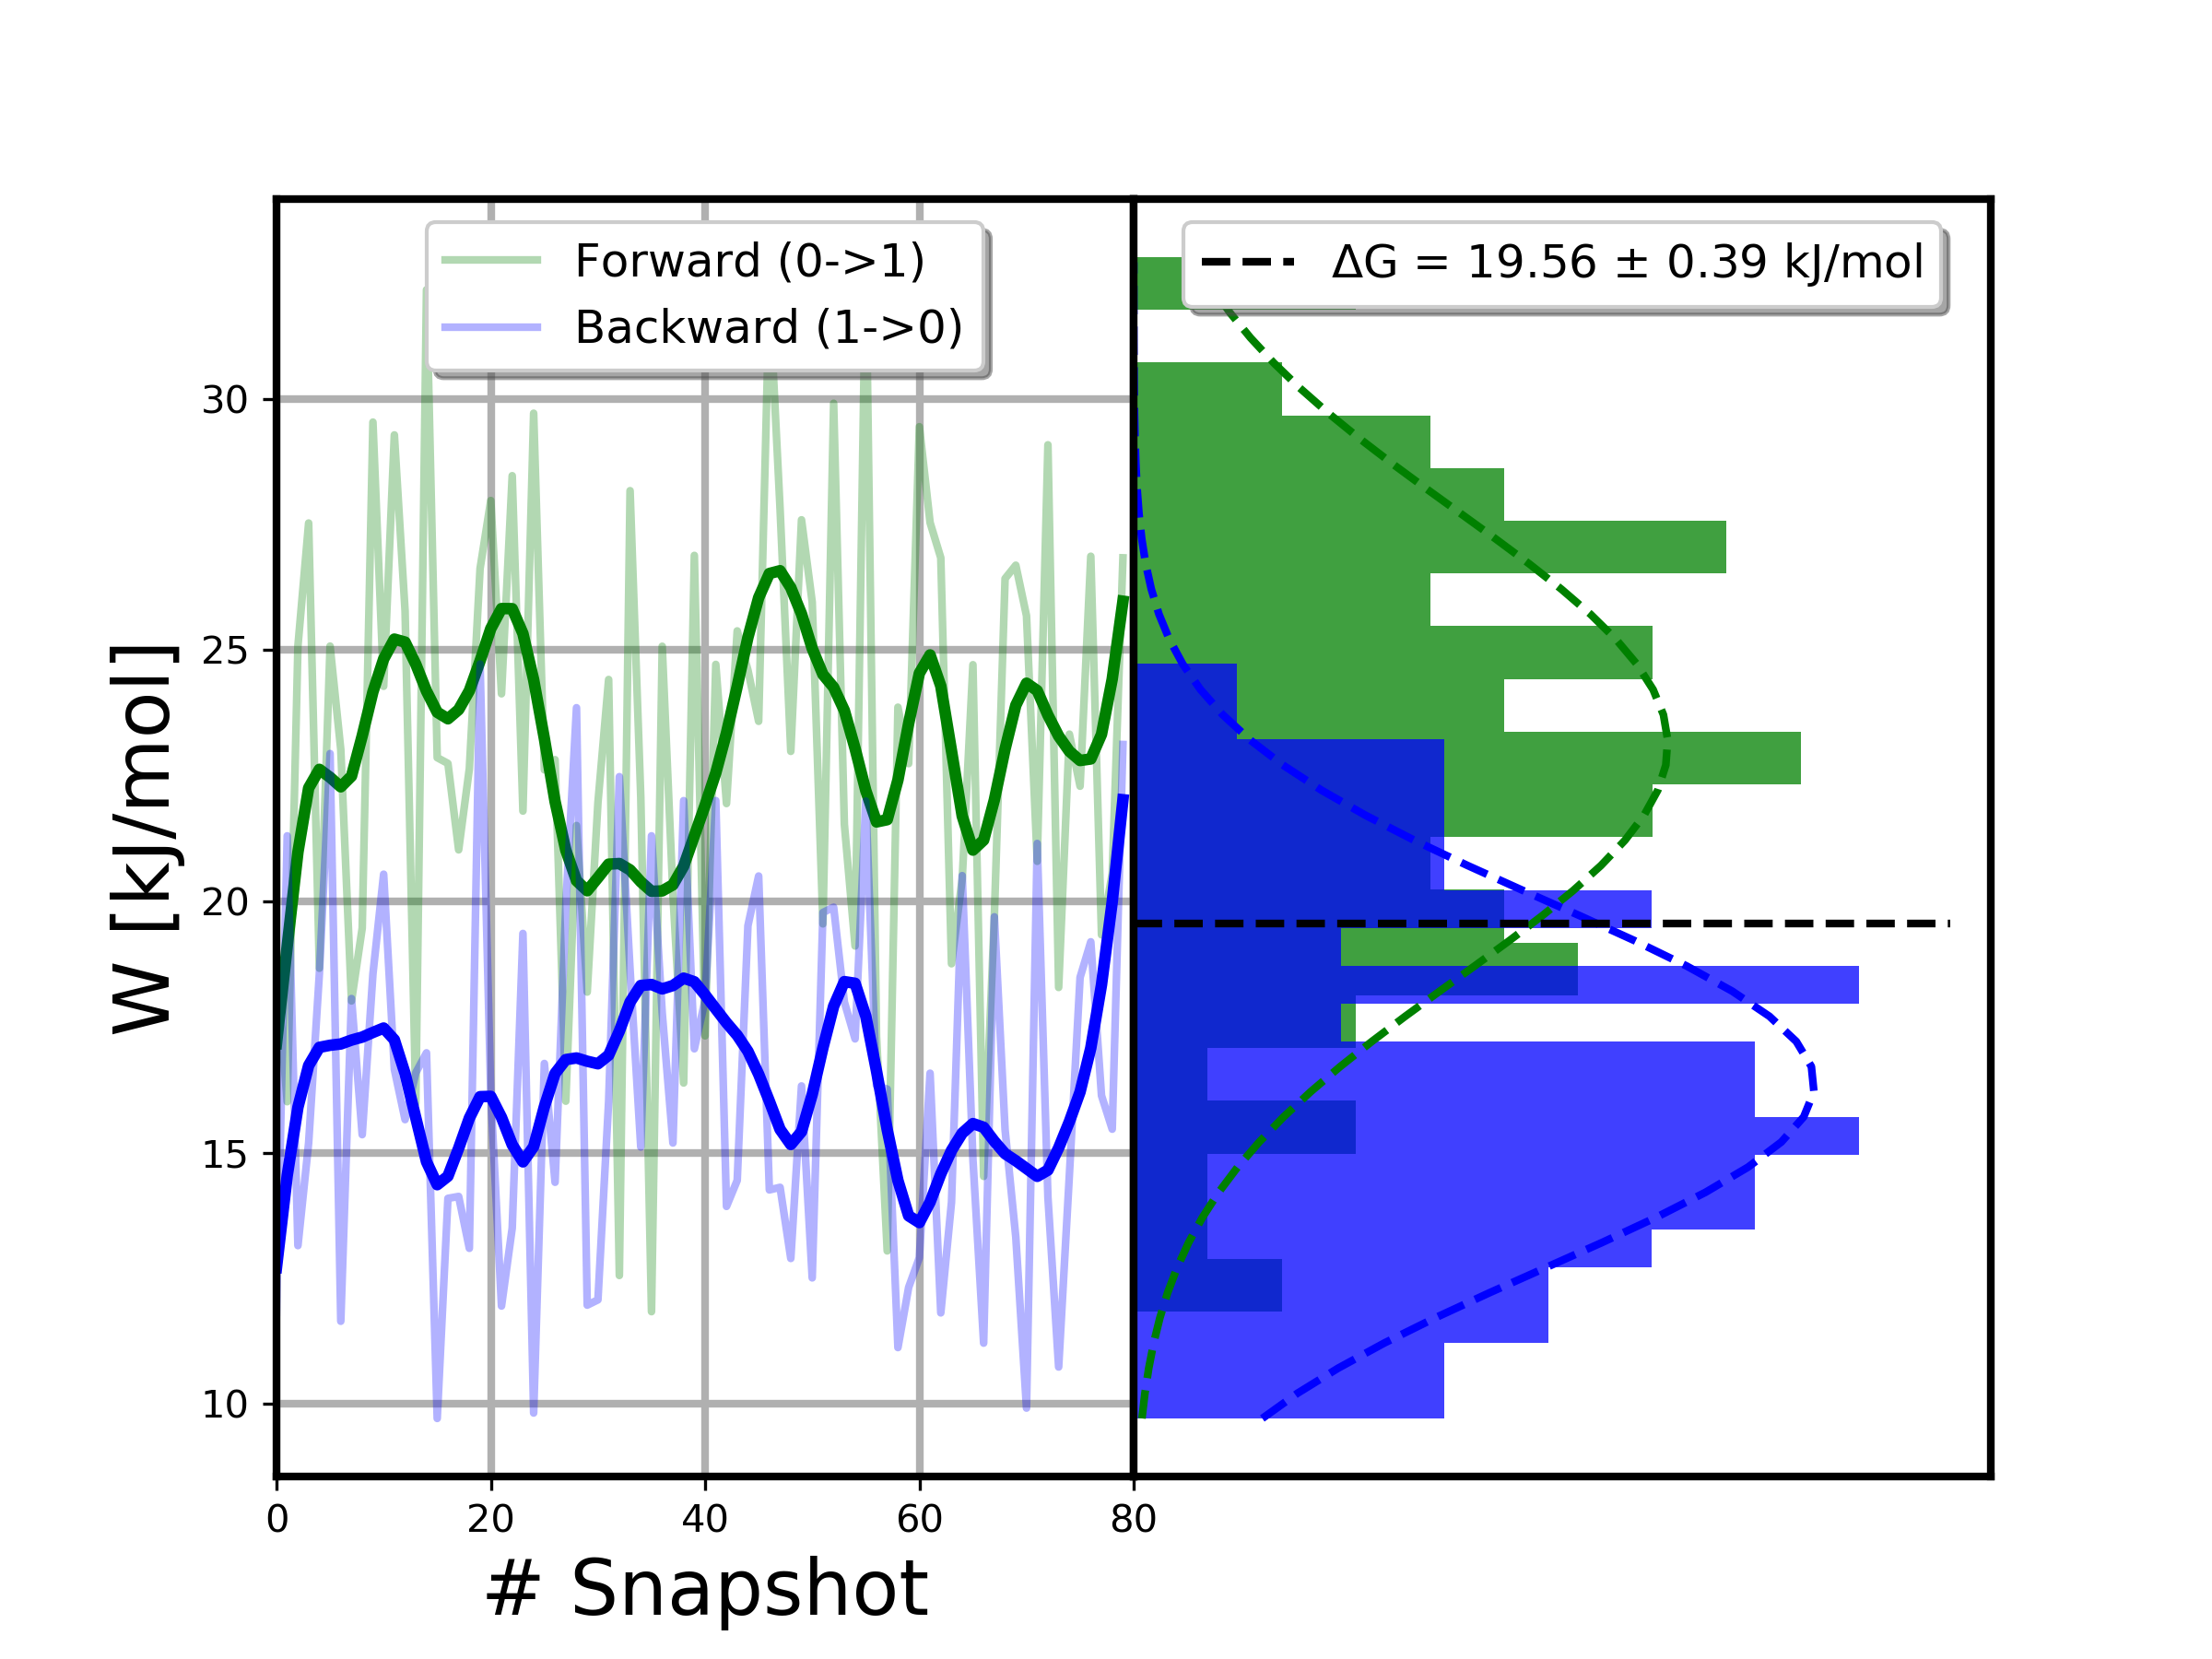 Forward (0->1)
Backward (1->0)
ΔG = 19.56 ± 0.39 kJ/mol
W [kJ/mol]
30
25
20
15
10
0
20
40
60
80
# Snapshot